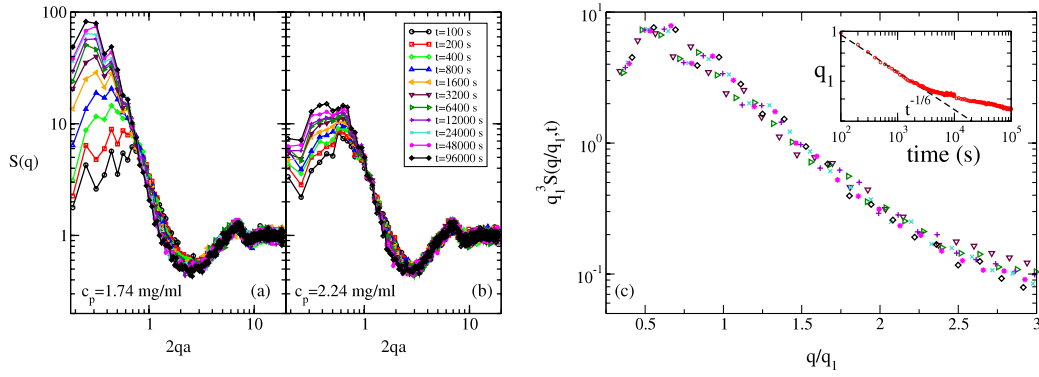 100
10
1
S(q)
c_p=1.74 mg/ml
(a)
1
10
2qa
t=100 s
t=200 s
t=400 s
t=800 s
t=1600 s
t=3200 s
t=6400 s
t=12000 s
t=24000 s
t=48000 s
t=96000 s
c_p=2.24 mg/ml
(b)
1
10
2qa
10^1
10^0
10^-1
q_1^3 S(q/q_1,t)
(c)
0.5
1
1.5
2
2.5
3
q/q_1
1
q_1
t^-1/6
10^2
10^3
10^4
10^5
time (s)